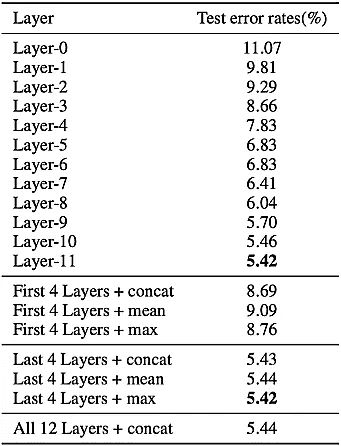 Layer Test error rates(%)
Layer-0 11.07
Layer-1 9.81
Layer-2 9.29
Layer-3 8.66
Layer-4 7.83
Layer-5 6.83
Layer-6 6.83
Layer-7 6.41
Layer-8 6.04
Layer-9 5.70
Layer-10 5.46
Layer-11 5.42
First 4 Layers + concat 8.69
First 4 Layers + mean 9.09
First 4 Layers + max 8.76
Last 4 Layers + concat 5.43
Last 4 Layers + mean 5.44
Last 4 Layers + max 5.42
All 12 Layers + concat 5.44